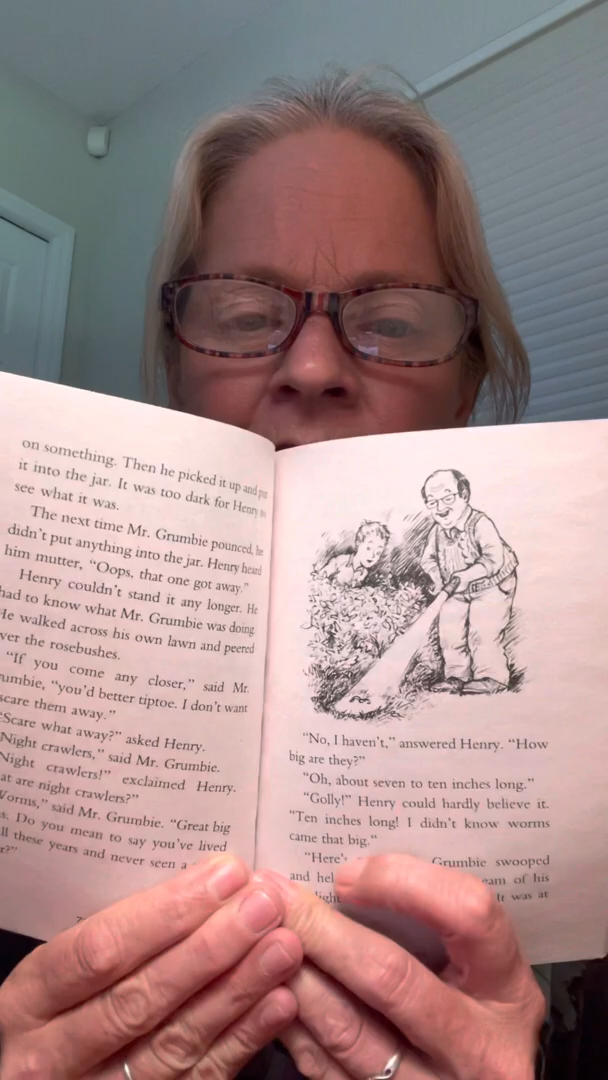 on something. Then he picked it up and put
it into the jar. It was too dark for Henry to
see what it was.
The next time Mr. Grumbie pounced, he
didn't put anything into the jar. Henry heard
him mutter, "Oops, that one got away."
Henry couldn't stand it any longer. He
had to know what Mr. Grumbie was doing.
He walked across his own lawn and peered
over the rosebushes.
"If you come any closer," said Mr.
Grumbie, "you'd better tiptoe. I don't want
scare them away."
"Scare what away?" asked Henry.
"Night crawlers," said Mr. Grumbie.
"Night crawlers!" exclaimed Henry.
are night crawlers?"
"Worms," said Mr. Grumbie. "Great big
Do you mean to say you've lived
these years and never seen a
"No, I haven't," answered Henry. "How
big are they?"
"Oh, about seven to ten inches long."
"Golly!" Henry could hardly believe it.
"Ten inches long! I didn't know worms
came that big."
"Here's Grumbie swooped
and of his
It was at